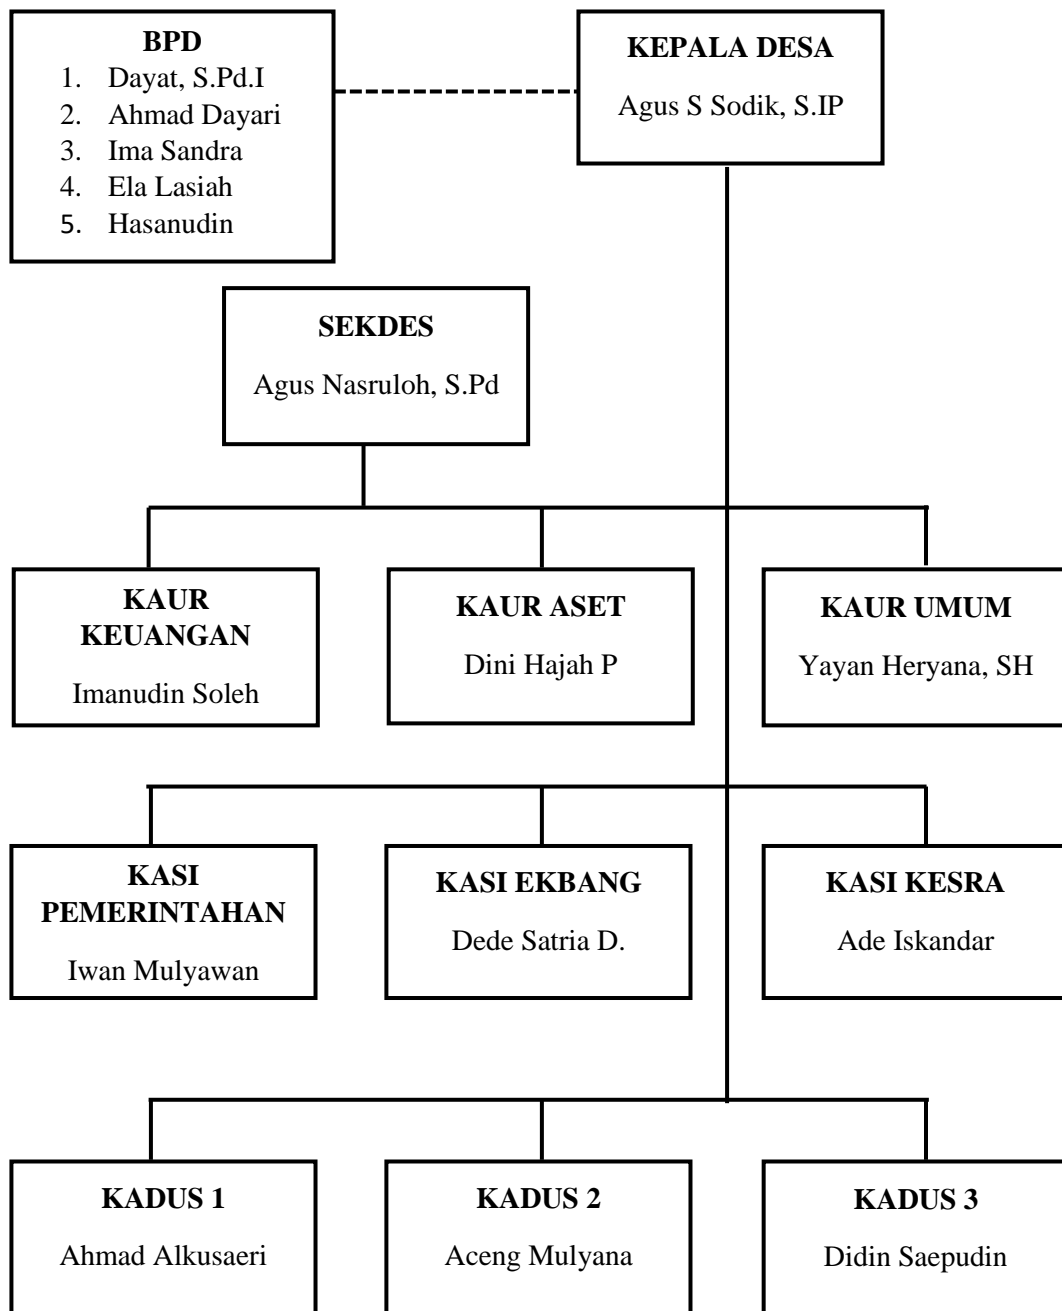 BPD
1. Dayat, S.Pd.I
2. Ahmad Dayari
3. Ima Sandra
4. Ela Lasiah
5. Hasanudin
KEPALA DESA
Agus S Sodik, S.IP
SEKDES
Agus Nasruloh, S.Pd
KAUR
KEUANGAN
Imanudin Soleh
KAUR ASET
Dini Hajah P
KAUR UMUM
Yayan Heryana, SH
KASI
PEMERINTAHAN
Iwan Mulyawan
KASI EKBANG
Dede Satria D.
KASI KESRA
Ade Iskandar
KADUS 1
Ahmad Alkusaeri
KADUS 2
Aceng Mulyana
KADUS 3
Didin Saepudin